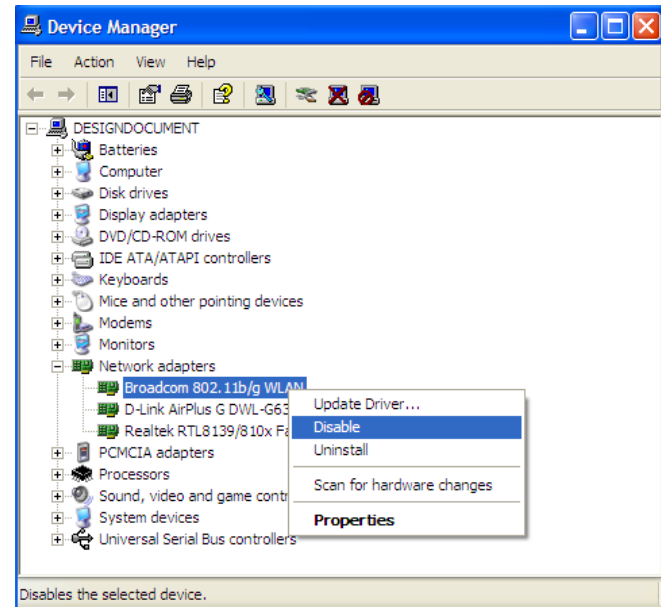 Device Manager
File Action View Help
DESIGNDOCUMENT
Batteries
Computer
Disk drives
Display adapters
DVD/CD-ROM drives
IDE ATA/ATAPI controllers
Keyboards
Mice and other pointing devices
Modems
Monitors
Network adapters
Broadcom 802.11b/g WLAN
D-Link AirPlus G DWL-G63
Realtek RTL8139/810x Fa
PCMCIA adapters
Processors
Sound, video and game contr
System devices
Universal Serial Bus controllers
Update Driver...
Disable
Uninstall
Scan for hardware changes
Properties
Disables the selected device.